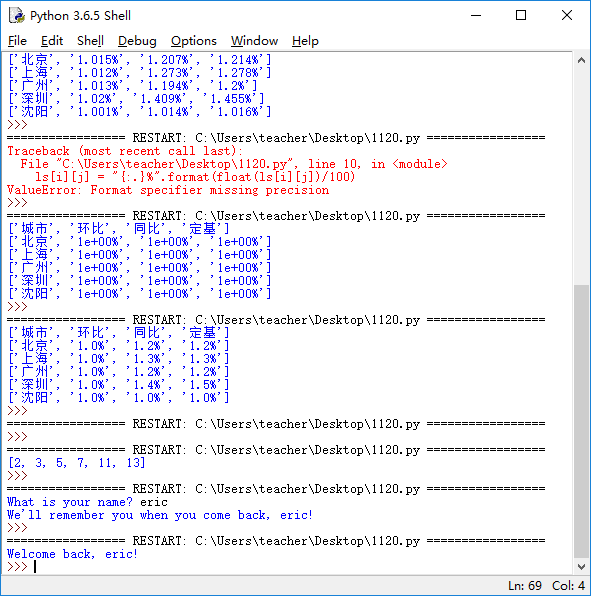 Python 3.6.5 Shell
File Edit Shell Debug Options Window Help
['北京', '1.015%', '1.207%', '1.214%']
['上海', '1.012%', '1.273%', '1.278%']
['广州', '1.013%', '1.194%', '1.2%']
['深圳', '1.02%', '1.409%', '1.455%']
['沈阳', '1.001%', '1.014%', '1.016%']
>>>
================ RESTART: C:\Users\teacher\Desktop\1120.py ================
Traceback (most recent call last):
  File "C:\Users\teacher\Desktop\1120.py", line 10, in <module>
    ls[i][j] = "{:.}%".format(float(ls[i][j])/100)
ValueError: Format specifier missing precision
>>>
================ RESTART: C:\Users\teacher\Desktop\1120.py ================
['城市', '环比', '同比', '定基']
['北京', '1e+00%', '1e+00%', '1e+00%']
['上海', '1e+00%', '1e+00%', '1e+00%']
['广州', '1e+00%', '1e+00%', '1e+00%']
['深圳', '1e+00%', '1e+00%', '1e+00%']
['沈阳', '1e+00%', '1e+00%', '1e+00%']
>>>
================ RESTART: C:\Users\teacher\Desktop\1120.py ================
['城市', '环比', '同比', '定基']
['北京', '1.0%', '1.2%', '1.2%']
['上海', '1.0%', '1.3%', '1.3%']
['广州', '1.0%', '1.2%', '1.2%']
['深圳', '1.0%', '1.4%', '1.5%']
['沈阳', '1.0%', '1.0%', '1.0%']
>>>
================ RESTART: C:\Users\teacher\Desktop\1120.py ================
>>>
================ RESTART: C:\Users\teacher\Desktop\1120.py ================
[2, 3, 5, 7, 11, 13]
>>>
================ RESTART: C:\Users\teacher\Desktop\1120.py ================
What is your name? eric
We'll remember you when you come back, eric!
>>>
================ RESTART: C:\Users\teacher\Desktop\1120.py ================
Welcome back, eric!
>>>
Ln: 69 Col: 4